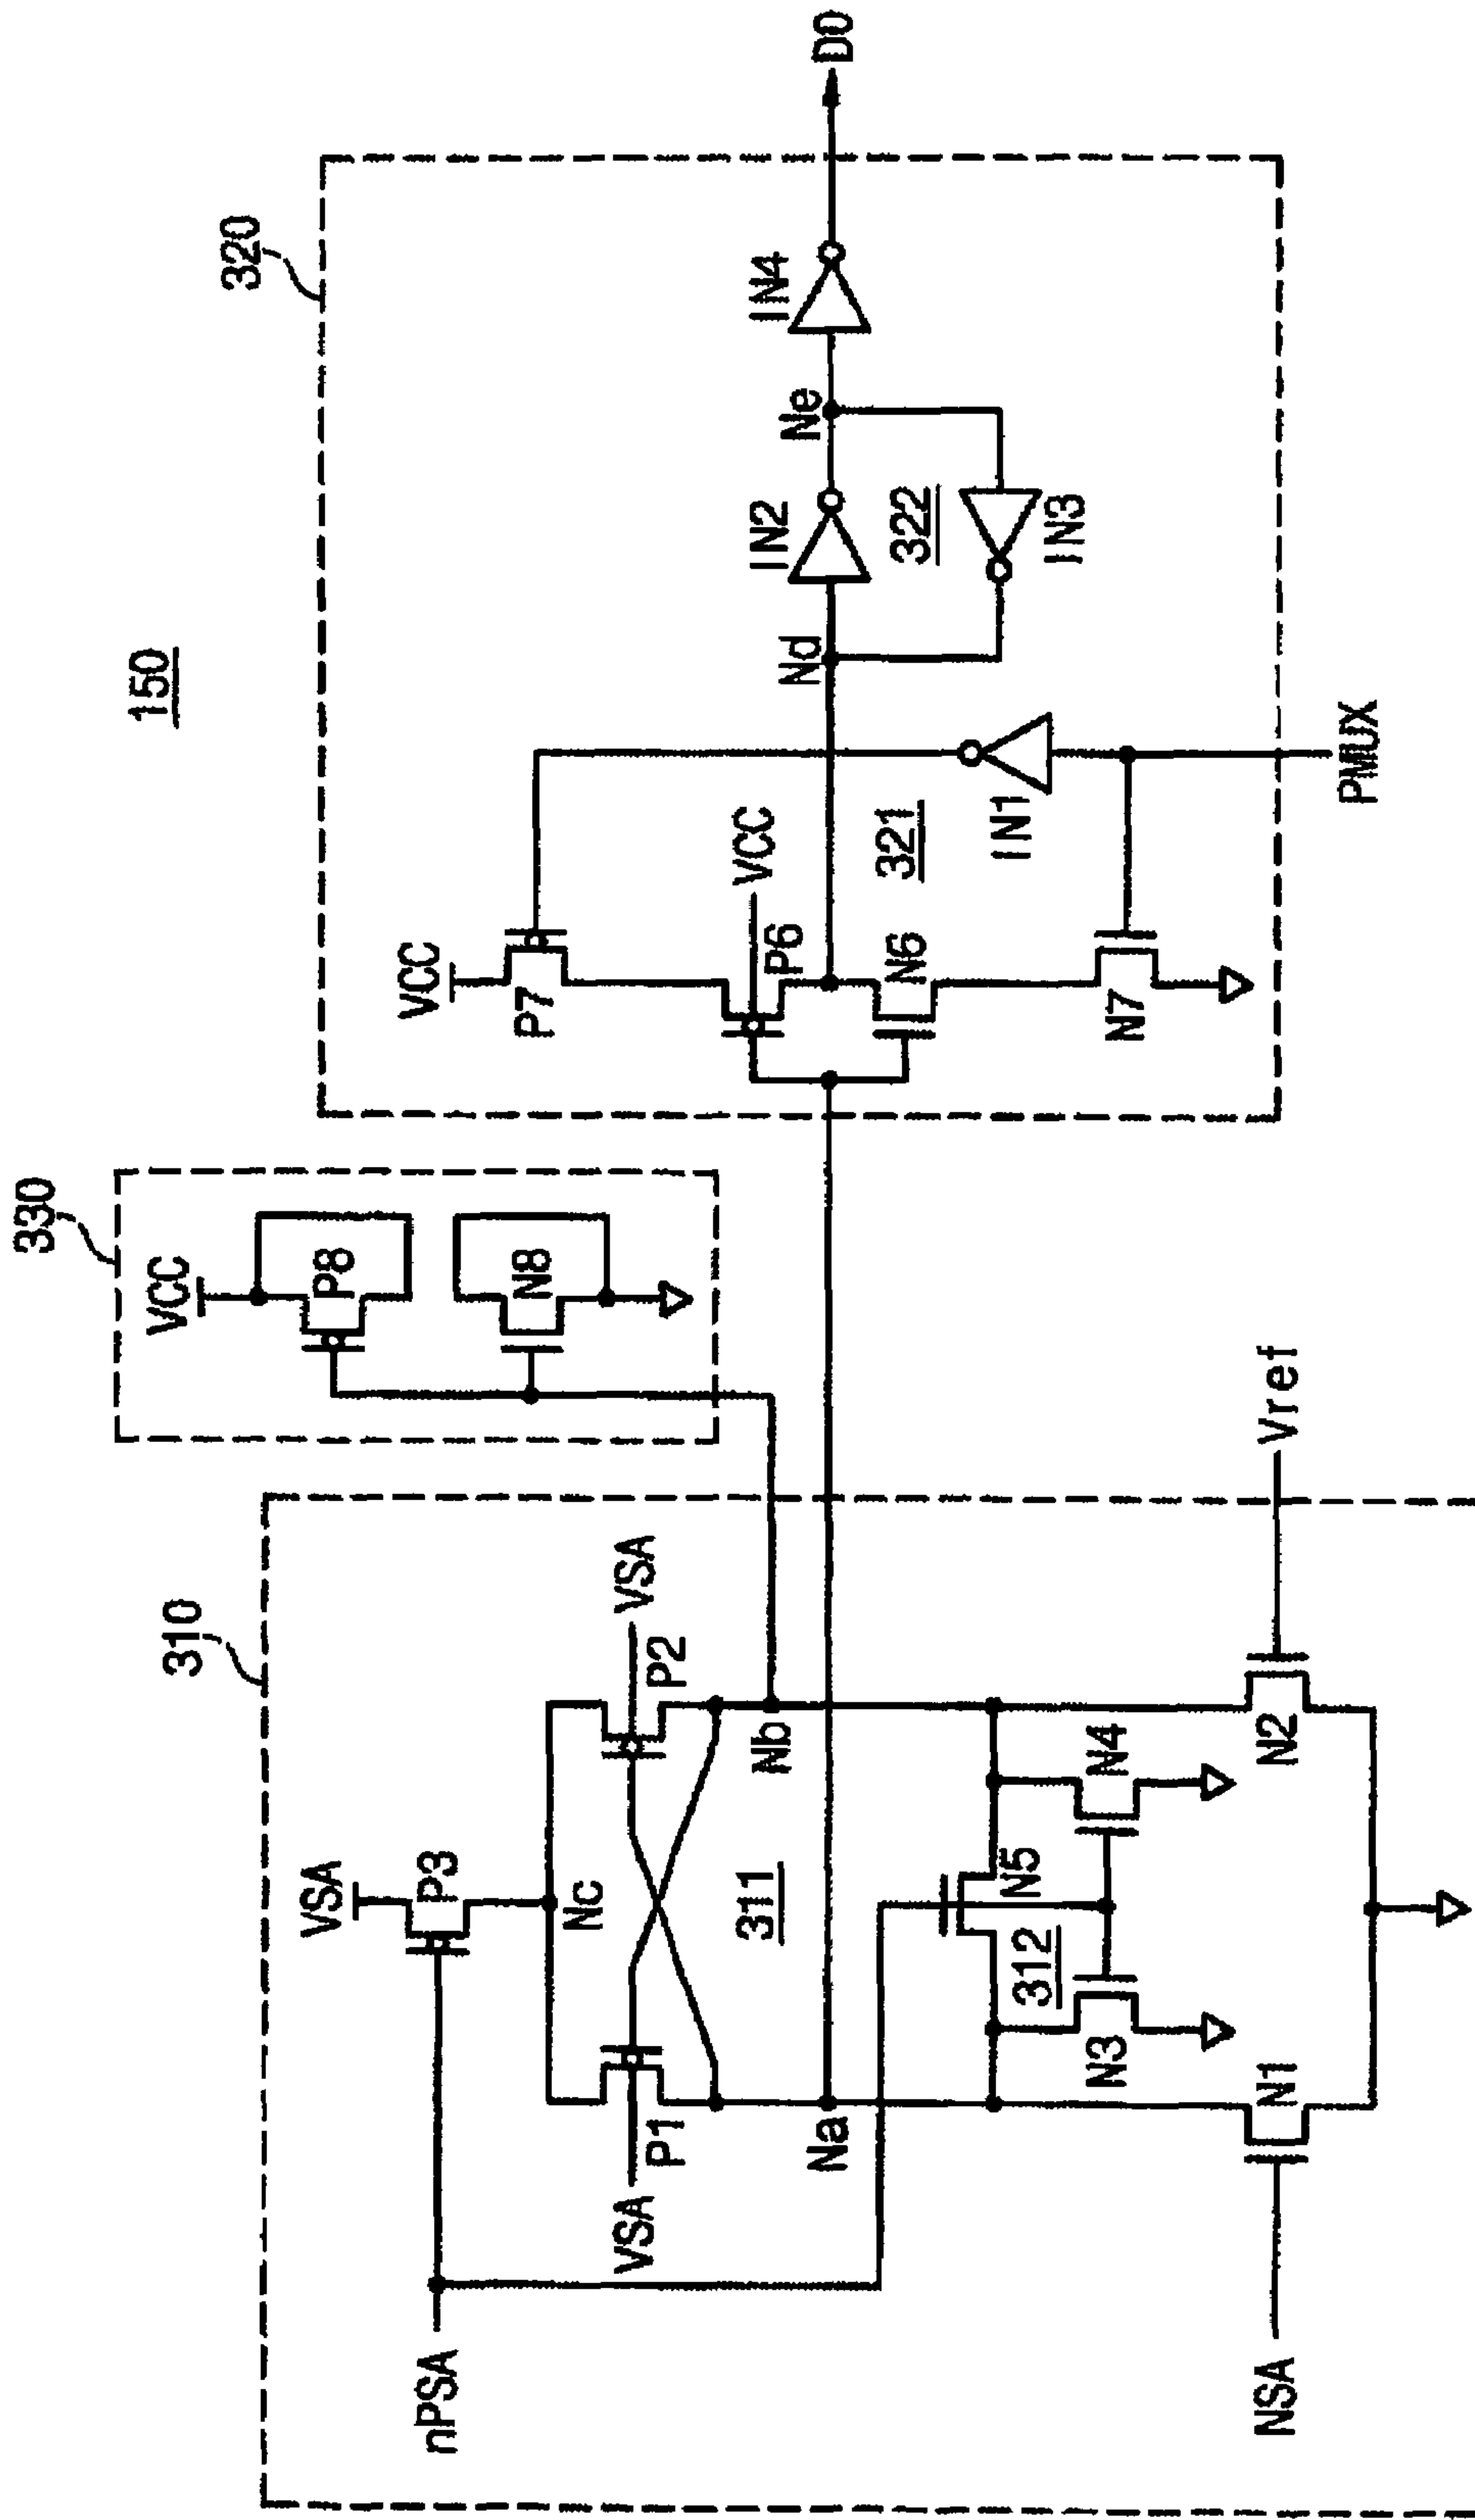 150
310
nPSA
VSA
P3
Nc
VSA
P1
P2
VSA
311
Na
Nb
312
N5
N3
N4
NSA
N1
N2
Vref
330
VCC
P8
N8
320
VCC
P7
VCC
P6
N6
321
N7
IN1
PMUX
Nd
IN2
322
IN3
Ne
IN4
DO